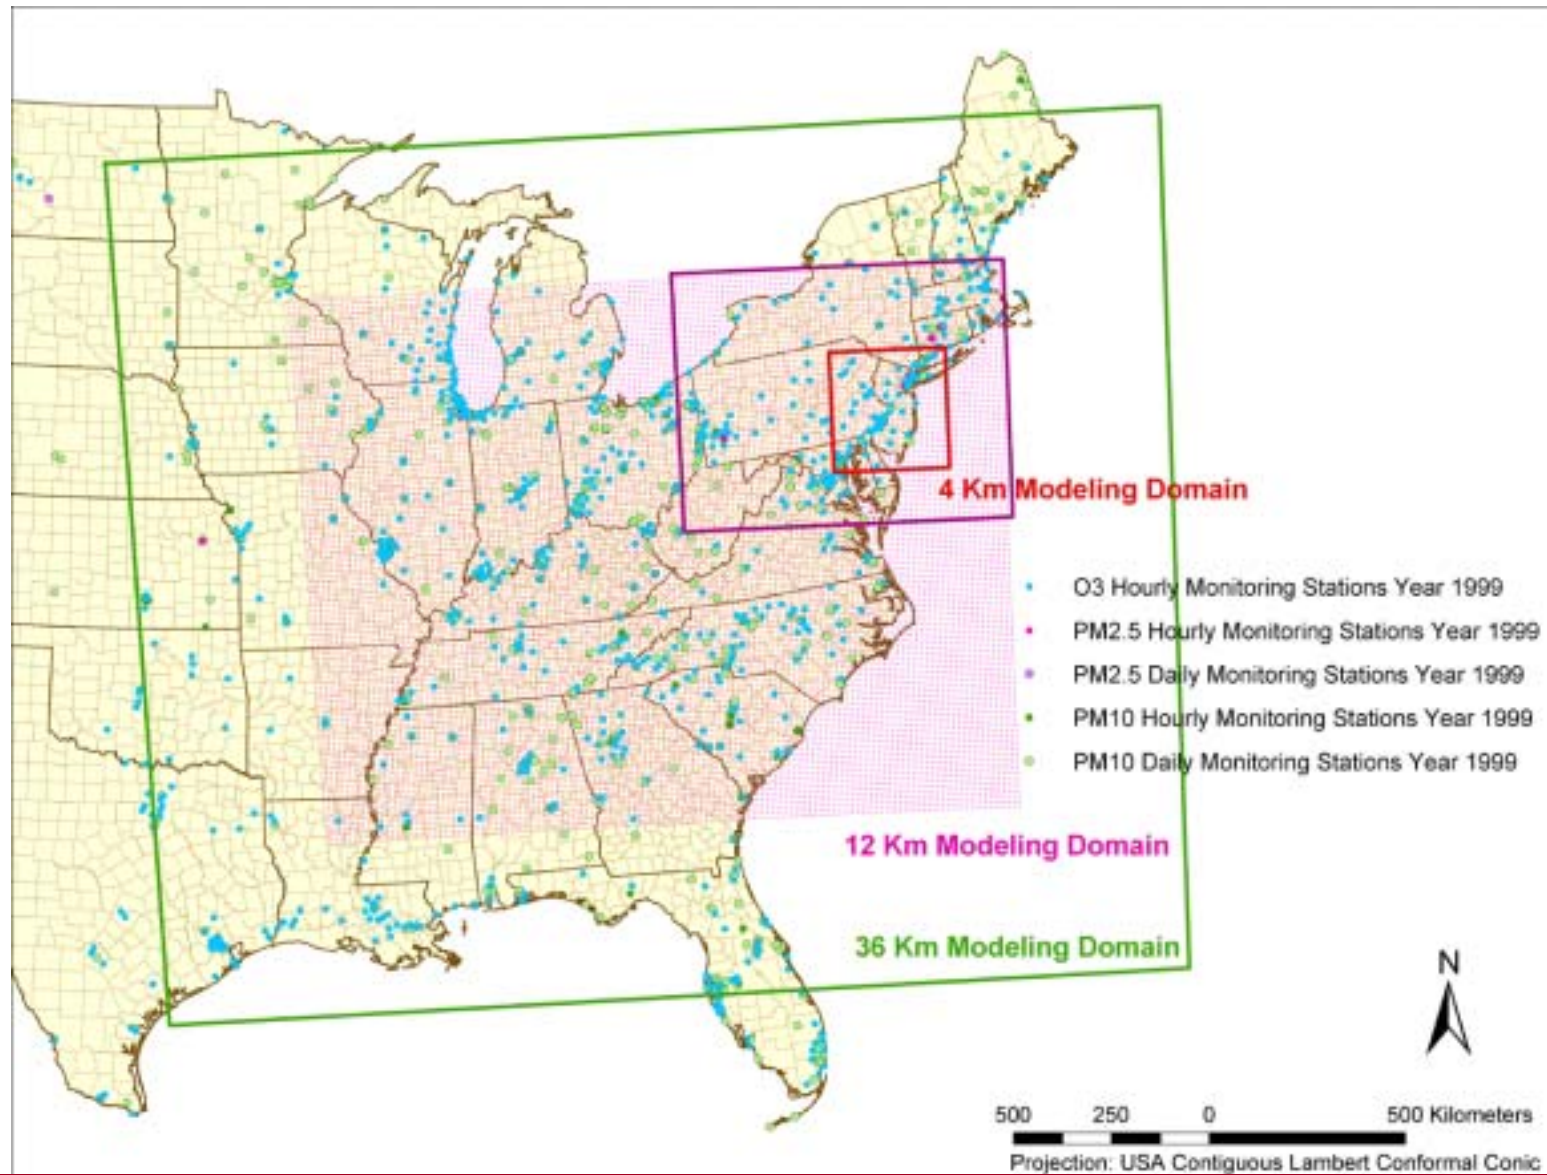 4 Km Modeling Domain
O3 Hourly Monitoring Stations Year 1999
PM2.5 Hourly Monitoring Stations Year 1999
PM2.5 Daily Monitoring Stations Year 1999
PM10 Hourly Monitoring Stations Year 1999
PM10 Daily Monitoring Stations Year 1999
12 Km Modeling Domain
36 Km Modeling Domain
N
500 250 0 500 Kilometers
Projection: USA Contiguous Lambert Conformal Conic